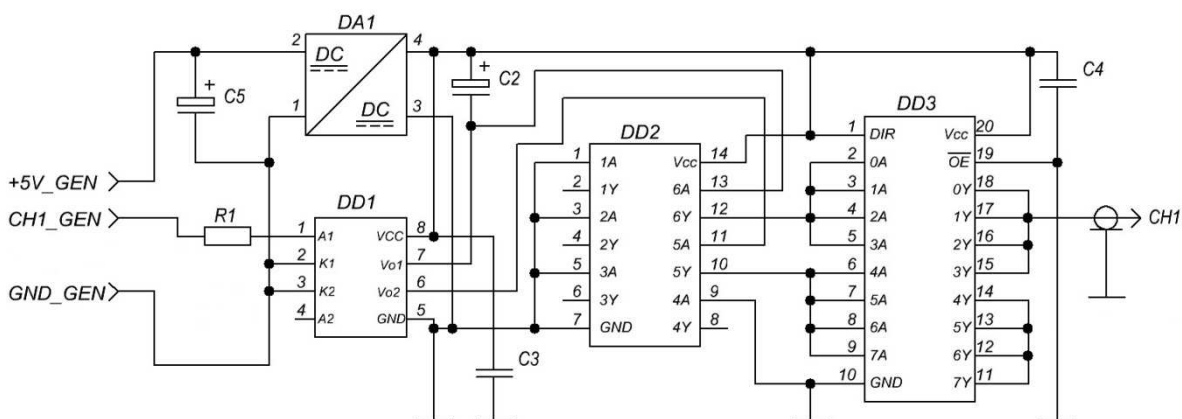 DA1
2 DC 4
+ C5
1 DC 3
+ C2
C4
+5V_GEN
CH1_GEN
GND_GEN
R1
DD1
1 A1 VCC 8
2 K1 Vo1 7
3 K2 Vo2 6
4 A2 GND 5
C3
DD2
1 1A Vcc 14
2 1Y 6A 13
3 2A 6Y 12
4 2Y 5A 11
5 3A 5Y 10
6 3Y 4A 9
7 GND 4Y 8
DD3
1 DIR Vcc 20
2 0A OE 19
3 1A 0Y 18
4 2A 1Y 17
5 3A 2Y 16
6 4A 3Y 15
7 5A 4Y 14
8 6A 5Y 13
9 7A 6Y 12
10 GND 7Y 11
CH1